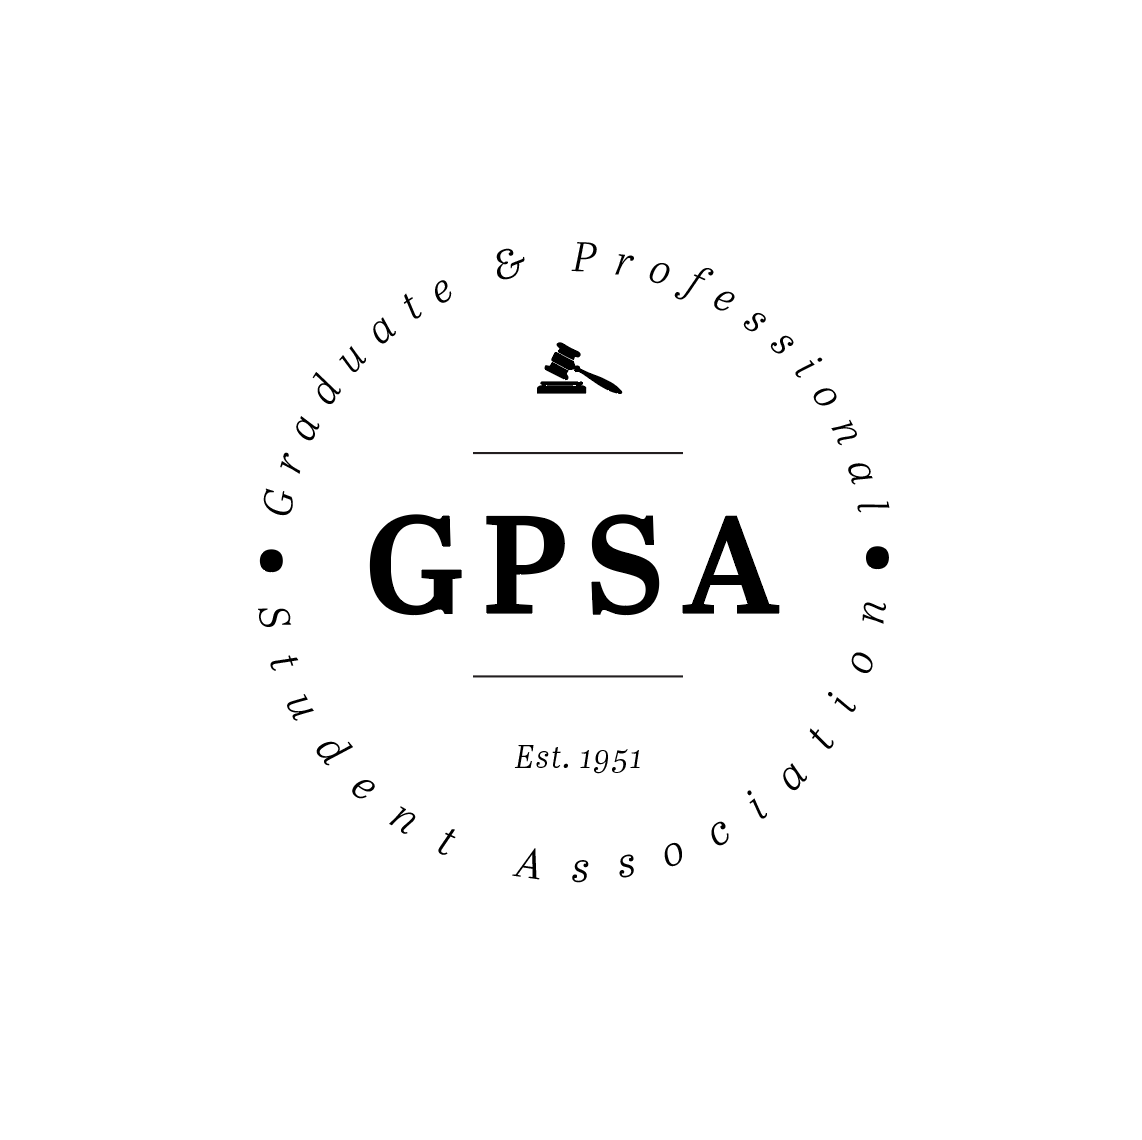 Graduate & Professional
GPSA
Est. 1951
Student Association